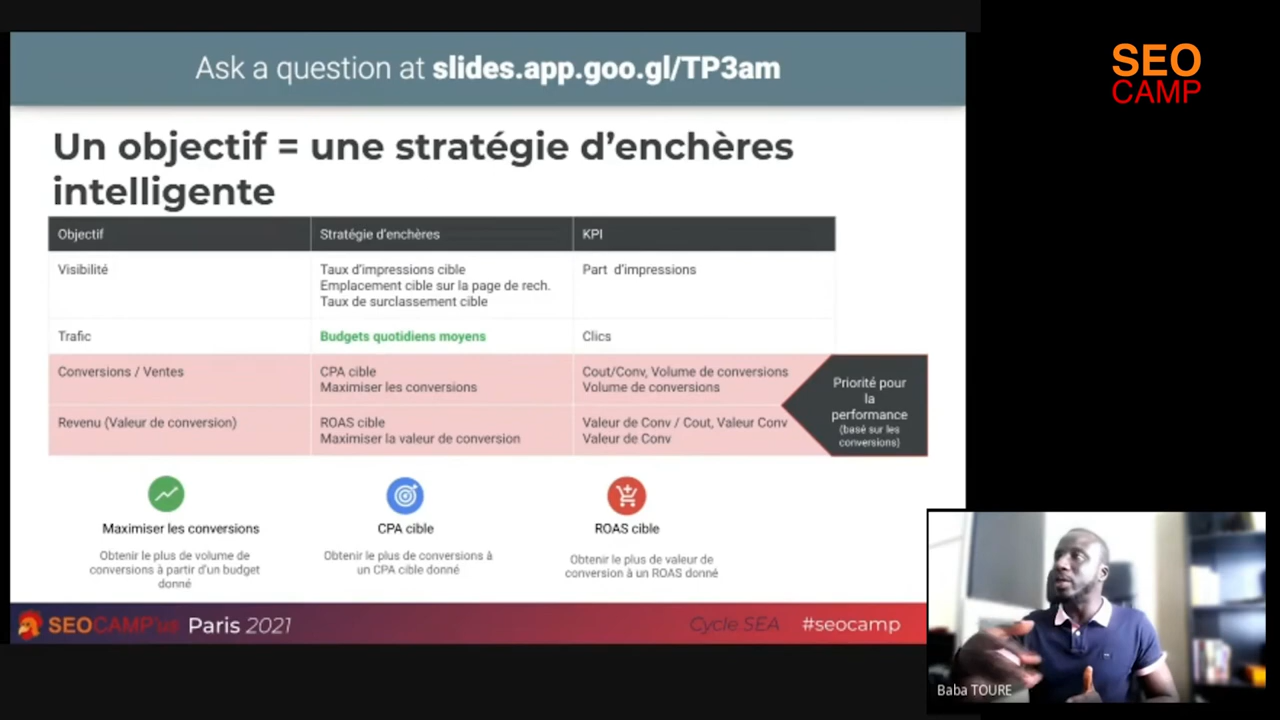 Ask a question at slides.app.goo.gl/TP3am
SEO
CAMP
Un objectif = une stratégie d'enchères
intelligente
Objectif Stratégie d'enchères KPI
Visibilité Taux d'impressions cible Part d'impressions
Emplacement cible sur la page de rech.
Taux de surclassement cible
Trafic Budgets quotidiens moyens Clics
Conversions / Ventes CPA cible Cout/Conv, Volume de conversions
Maximiser les conversions Volume de conversions
Revenu (Valeur de conversion) ROAS cible Valeur de Conv / Cout, Valeur Conv
Maximiser la valeur de conversion Valeur de Conv
Priorité pour
la
performance
(basé sur les
conversions)
Maximiser les conversions
Obtenir le plus de volume de
conversions à partir d'un budget
donné
CPA cible
Obtenir le plus de conversions à
un CPA cible donné
ROAS cible
Obtenir le plus de valeur de
conversion à un ROAS donné
SEOCAMP'us Paris 2021
Cycle SEA #seocamp
Baba TOURE